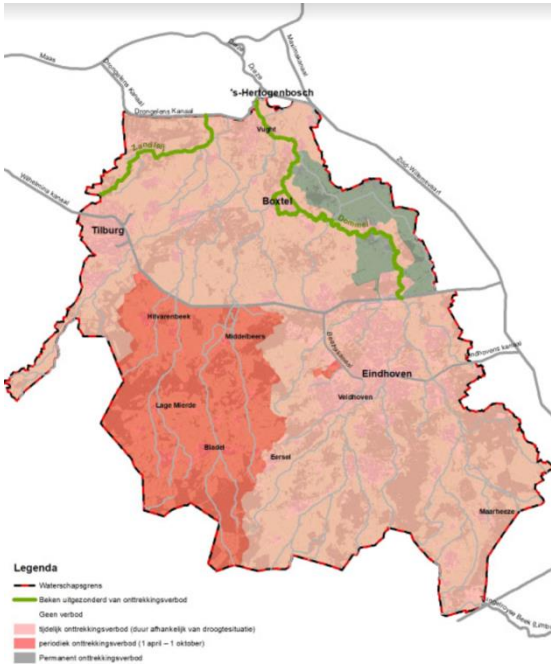 Maas
Drongelens Kanaal
Dieze
Maximakanaal
's-Hertogenbosch
Drongelens Kanaal
Vught
Zandleij
Zuid-Willemsvaart
Wilhelmina kanaal
Boxtel
Dommel
Tilburg
Hilvarenbeek
Middelbeers
Beatrixkanaal
Eindhovens kanaal
Eindhoven
Veldhoven
Lage Mierde
Bladel
Eersel
Maarheeze
Legenda
Waterschapsgrens
Beken uitgezonderd van onttrekkingsverbod
Geen verbod
tijdelijk onttrekkingsverbod (duur afhankelijk van droogtesituatie)
periodiek onttrekkingsverbod (1 april – 1 oktober)
Permanent onttrekkingsverbod